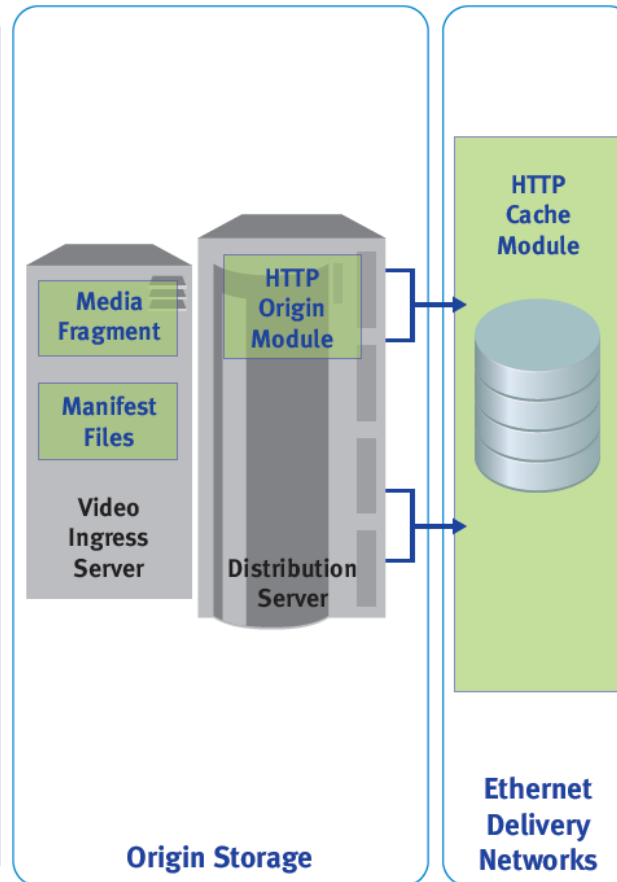 Media
Fragment
Manifest
Files
Video
Ingress
Server
HTTP
Origin
Module
Distribution
Server
Origin Storage
HTTP
Cache
Module
Ethernet
Delivery
Networks